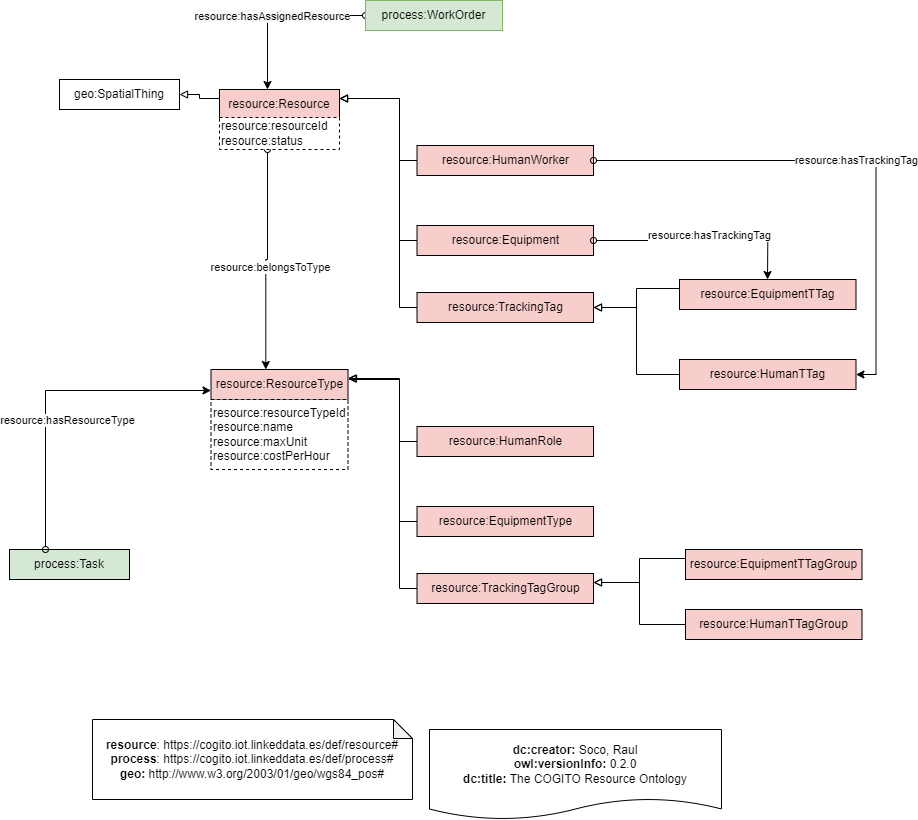 resource:hasAssignedResource
process:WorkOrder
geo:SpatialThing
resource:Resource
resource:resourceId
resource:status
resource:HumanWorker
resource:hasTrackingTag
resource:Equipment
resource:hasTrackingTag
resource:belongsToType
resource:EquipmentTTag
resource:TrackingTag
resource:HumanTTag
resource:ResourceType
resource:resourceTypeId
resource:name
resource:maxUnit
resource:costPerHour
resource:hasResourceType
resource:HumanRole
resource:EquipmentType
process:Task
resource:EquipmentTTagGroup
resource:TrackingTagGroup
resource:HumanTTagGroup
resource: https://cogito.iot.linkeddata.es/def/resource#
process: https://cogito.iot.linkeddata.es/def/process#
geo: http://www.w3.org/2003/01/geo/wgs84_pos#
dc:creator: Soco, Raul
owl:versionInfo: 0.2.0
dc:title: The COGITO Resource Ontology